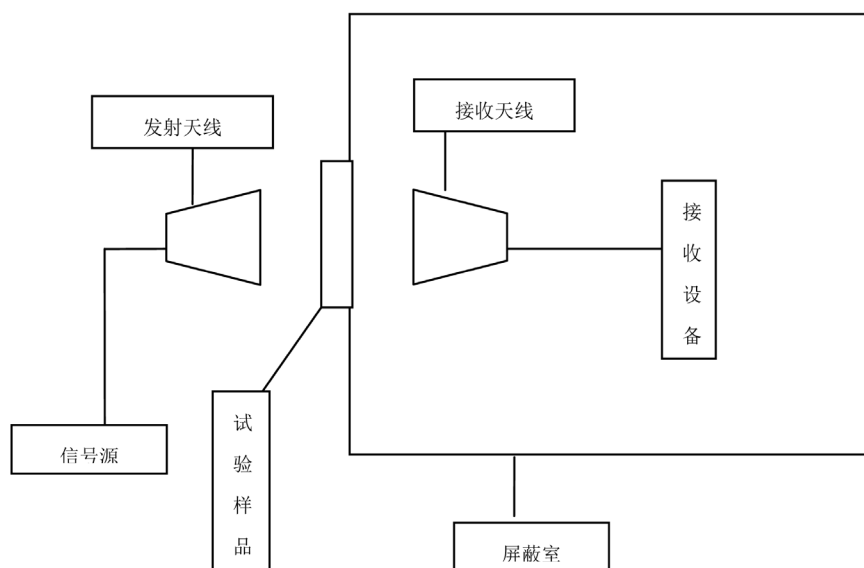 发射天线
接收天线
接收设备
信号源
试验样品
屏蔽室